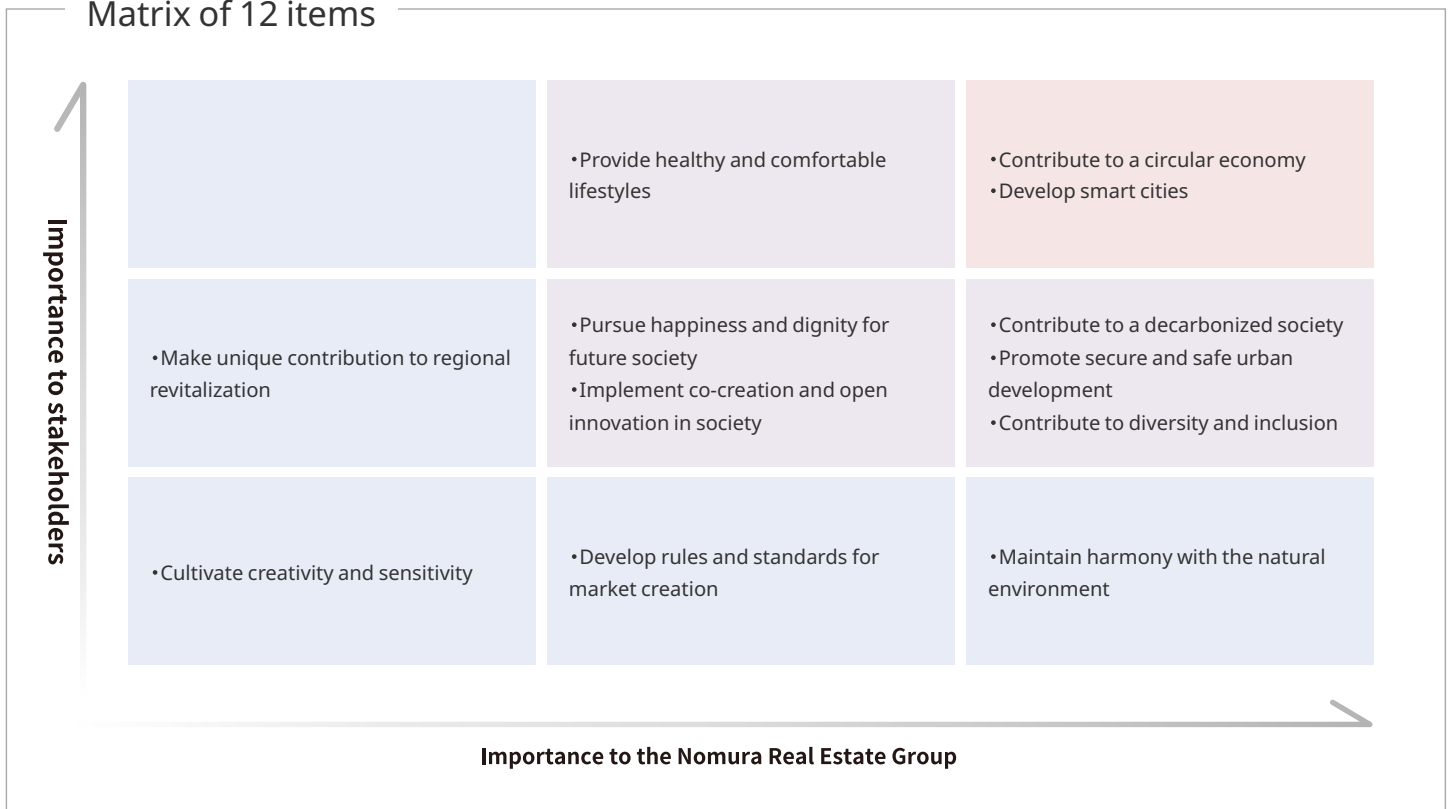 Matrix of 12 items
Importance to stakeholders
•Provide healthy and comfortable
lifestyles
•Contribute to a circular economy
•Develop smart cities
•Make unique contribution to regional
revitalization
•Pursue happiness and dignity for
future society
•Implement co-creation and open
innovation in society
•Contribute to a decarbonized society
•Promote secure and safe urban
development
•Contribute to diversity and inclusion
•Cultivate creativity and sensitivity
•Develop rules and standards for
market creation
•Maintain harmony with the natural
environment
Importance to the Nomura Real Estate Group